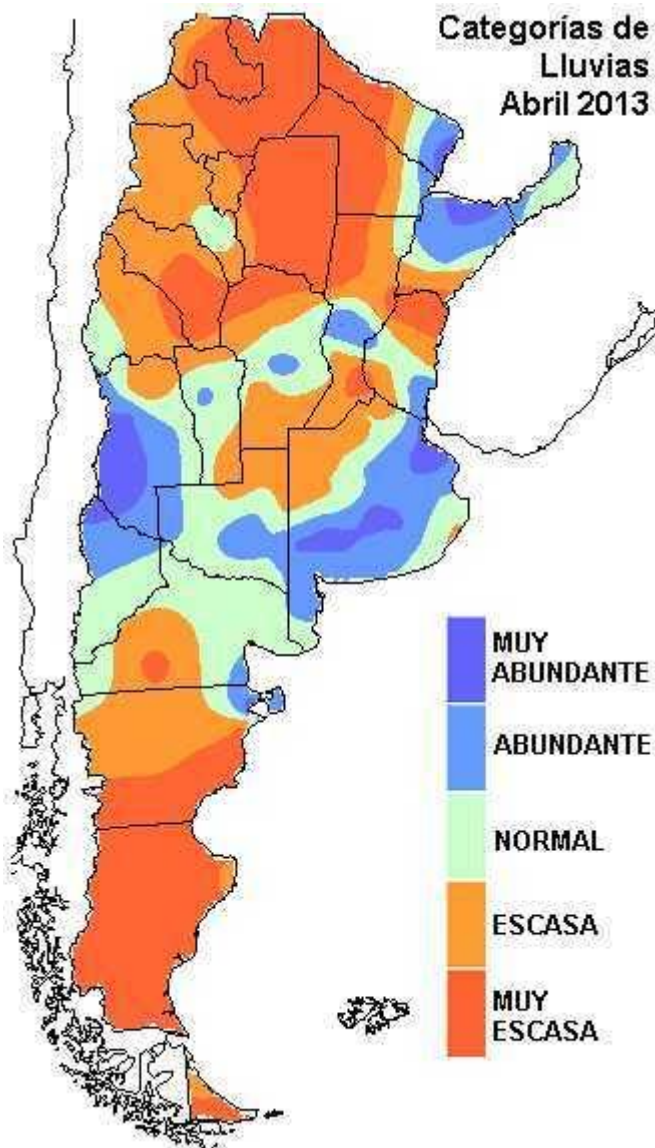 Categorías de
Lluvias
Abril 2013
MUY
ABUNDANTE
ABUNDANTE
NORMAL
ESCASA
MUY
ESCASA